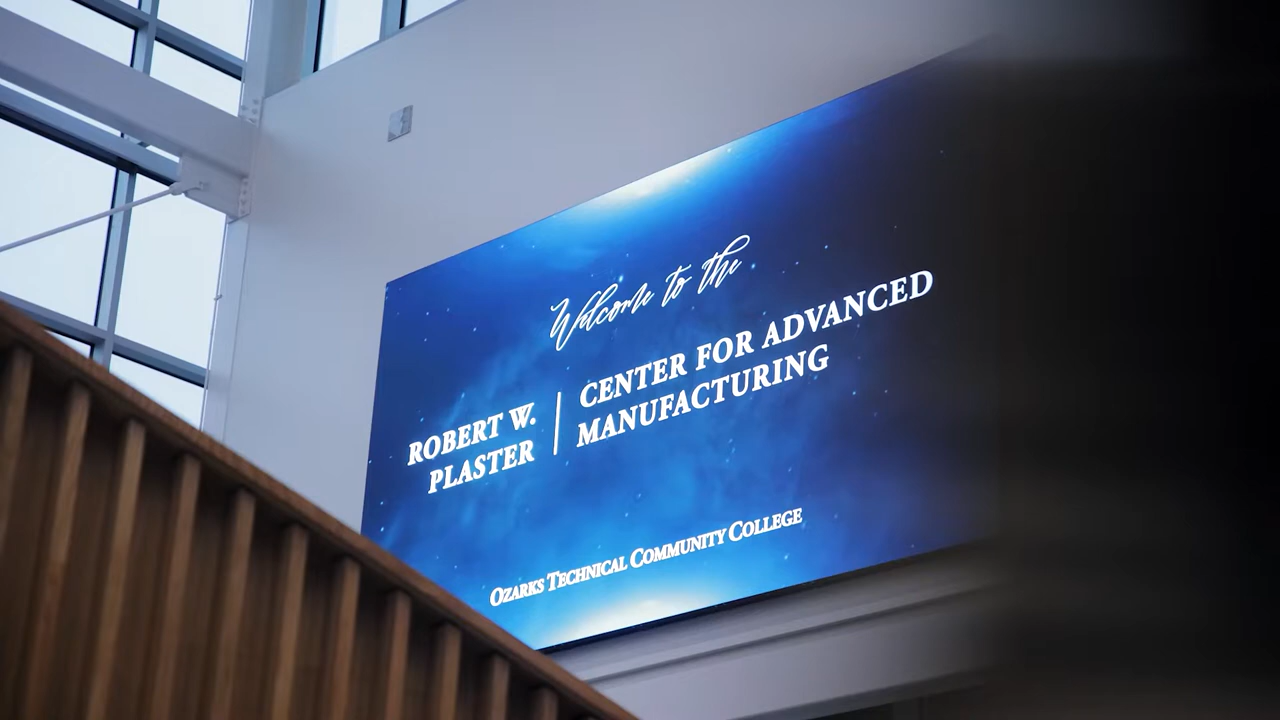 Welcome to the
ROBERT W.
PLASTER
CENTER FOR ADVANCED
MANUFACTURING
OZARKS TECHNICAL COMMUNITY COLLEGE